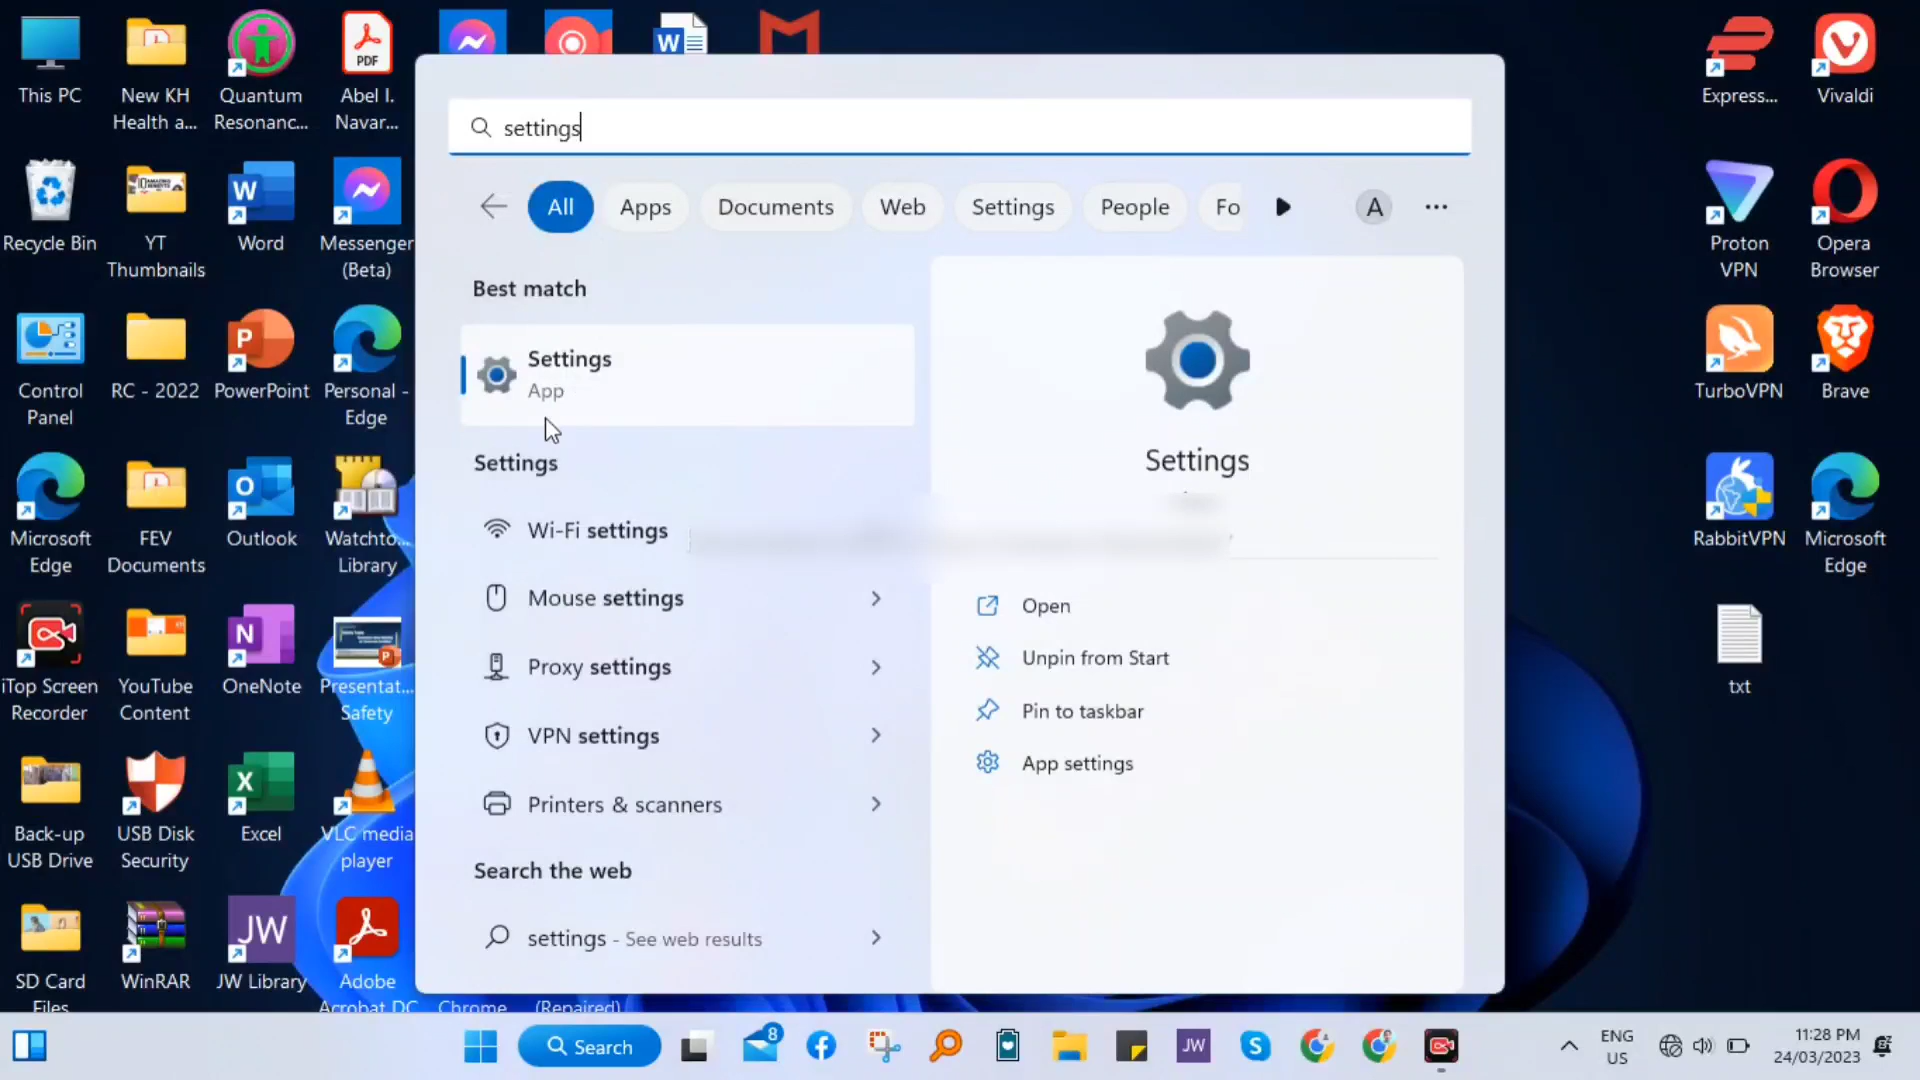 This PC
New KH
Health a...
Quantum
Resonanc...
PDF
Abel I.
Navar...
W
Express...
Vivaldi
Recycle Bin
YT
Thumbnails
W
Word
Messenger
(Beta)
Proton
VPN
Opera
Browser
Control
Panel
RC - 2022
P
PowerPoint
Personal -
Edge
TurboVPN
Brave
Microsoft
Edge
FEV
Documents
O
Outlook
Watchto...
Library
RabbitVPN
Microsoft
Edge
iTop Screen
Recorder
YouTube
Content
N
OneNote
P
Presentat...
Safety
txt
Back-up
USB Drive
USB Disk
Security
X
Excel
VLC media
player
SD Card
Files
WinRAR
JW
JW Library
Adobe
Acrobat DC
Chrome
(Repaired)
settings
All
Apps
Documents
Web
Settings
People
Fo
A
Best match
Settings
App
Settings
Wi-Fi settings
Mouse settings
Proxy settings
VPN settings
Printers & scanners
Search the web
settings - See web results
Settings
Open
Unpin from Start
Pin to taskbar
App settings
Search
8
JW
S
ENG
US
11:28 PM
24/03/2023